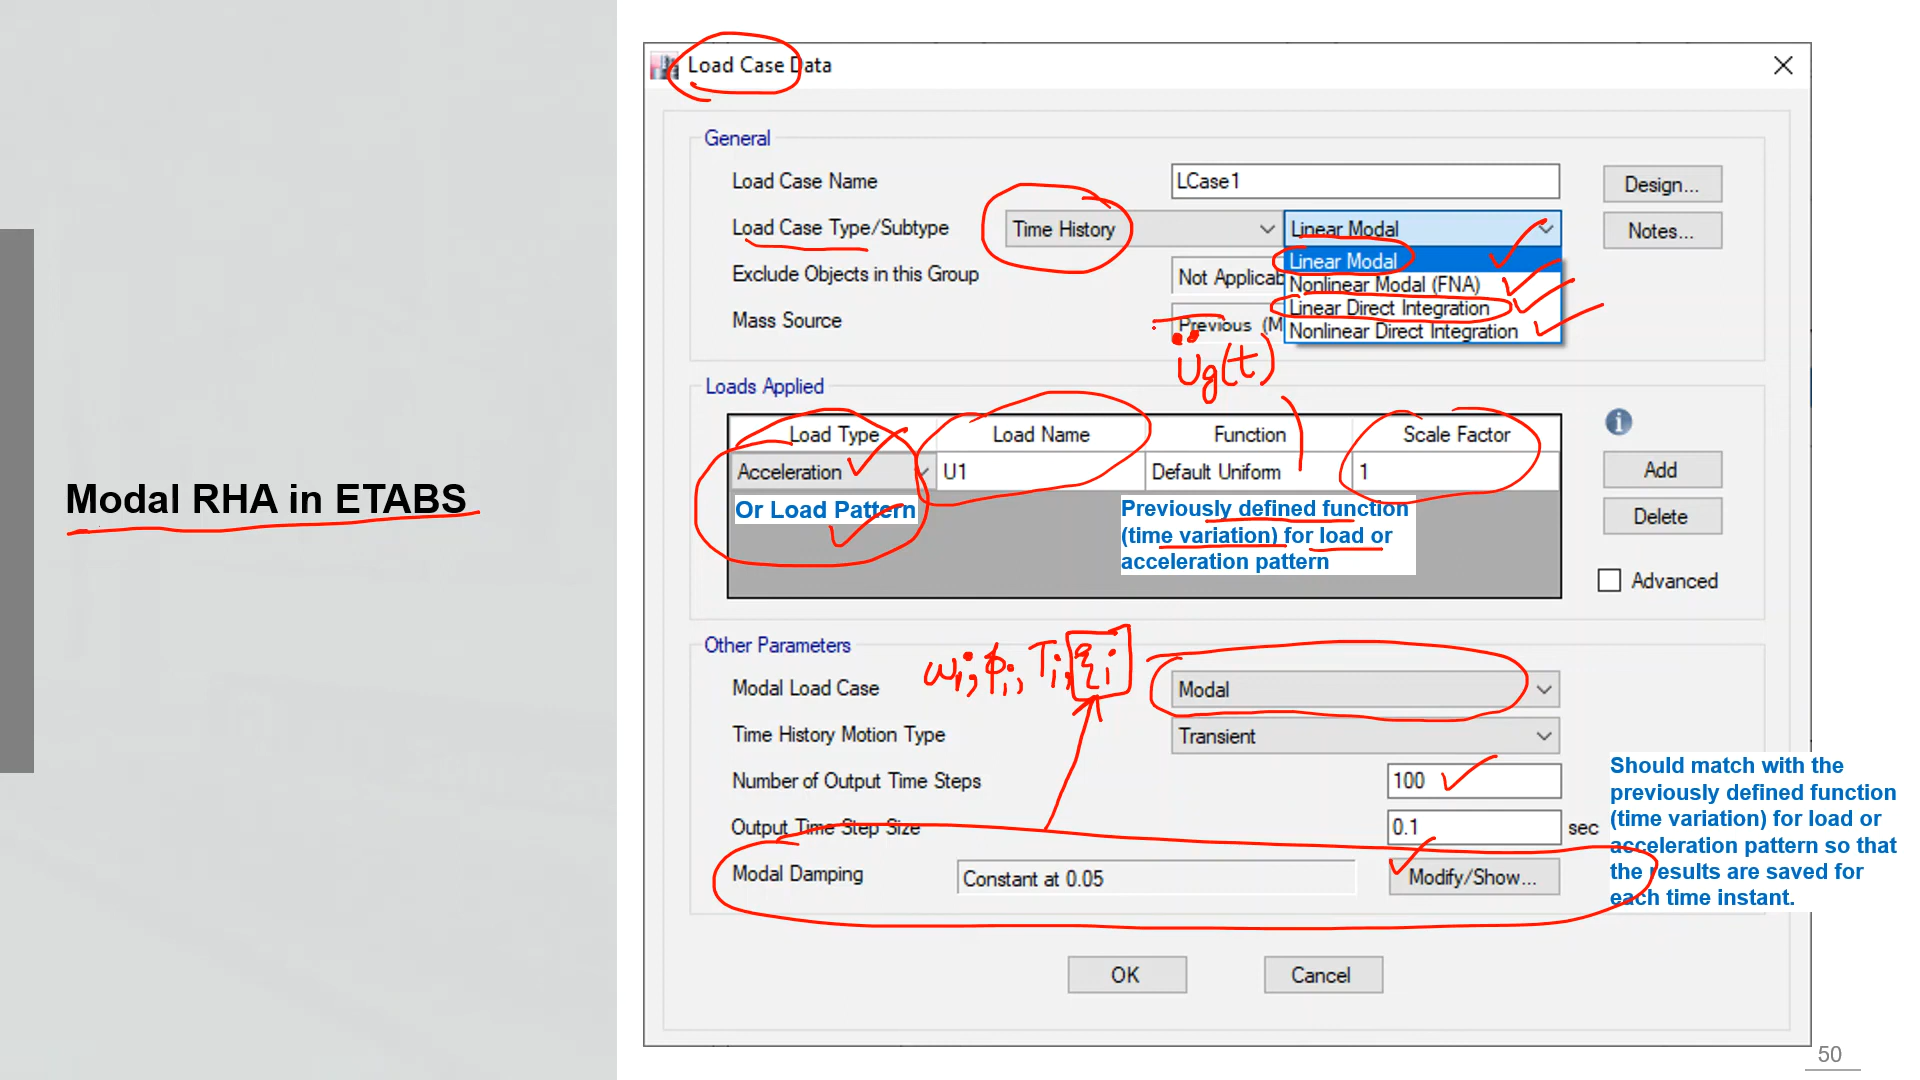 Modal RHA in ETABS
Load Case Data
General
Load Case Name
LCase1
Design...
Load Case Type/Subtype
Time History
Linear Modal
Notes...
Linear Modal
Nonlinear Modal (FNA)
Linear Direct Integration
Nonlinear Direct Integration
Exclude Objects in this Group
Not Applicab
Mass Source
Previous (M
üg(t)
Loads Applied
Load Type Load Name Function Scale Factor
Acceleration U1 Default Uniform 1
Add
Delete
Advanced
Or Load Pattern
Previously defined function
(time variation) for load or
acceleration pattern
Other Parameters
ωi, ϕi, Ti, ξi
Modal Load Case
Modal
Time History Motion Type
Transient
Number of Output Time Steps
100
Output Time Step Size
0.1 sec
Modal Damping
Constant at 0.05
Modify/Show...
Should match with the
previously defined function
(time variation) for load or
acceleration pattern so that
the results are saved for
each time instant.
OK
Cancel
50